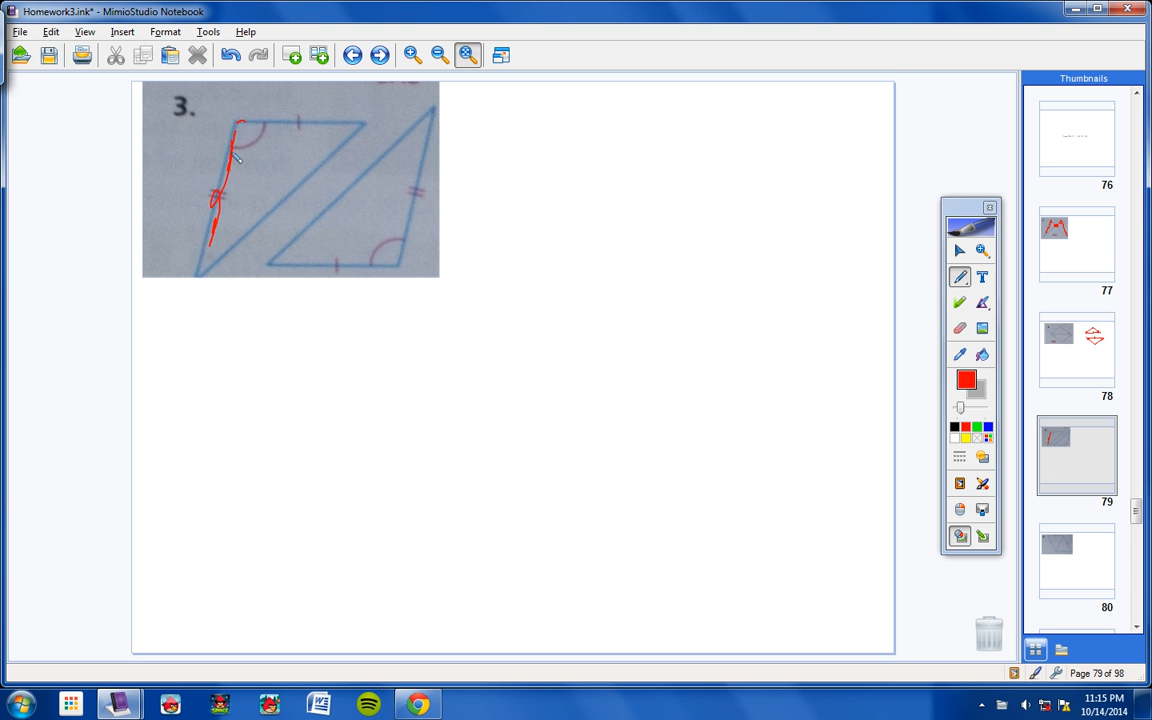 Homework3.ink* - MimioStudio Notebook
File Edit View Insert Format Tools Help
Thumbnails
3.
76
77
78
79
80
T
Page 79 of 98
W
11:15 PM
10/14/2014